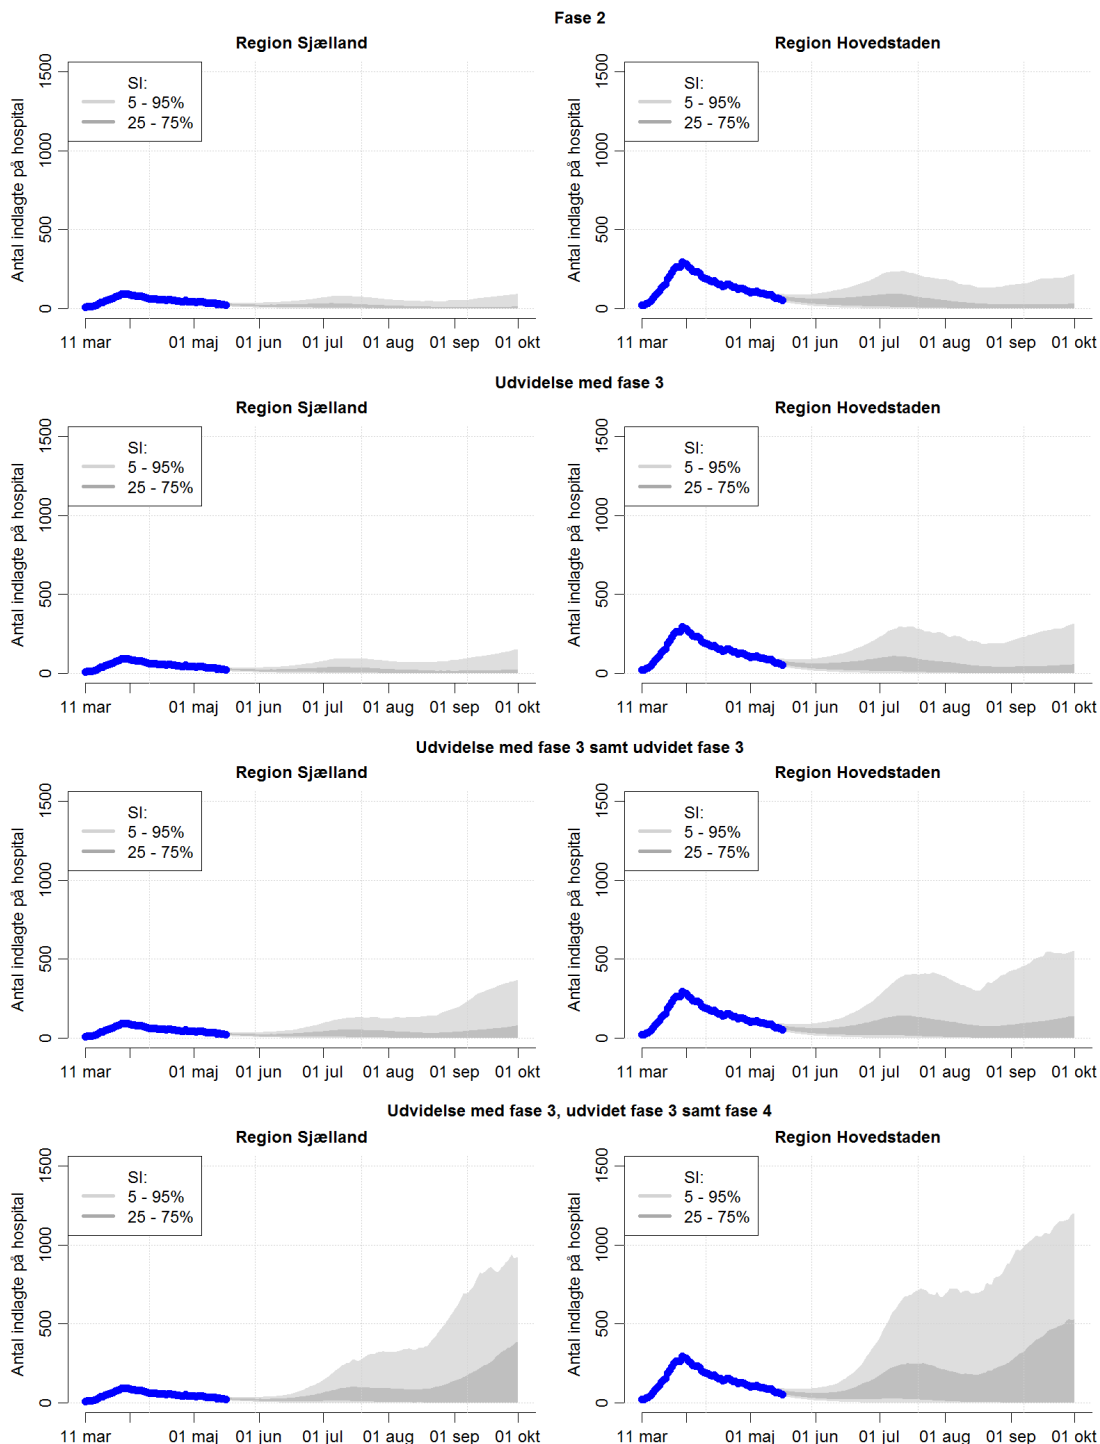 Fase 2
Region Sjælland
Region Hovedstaden
Antal indlagte på hospital
1500
1000
500
0
SI:
5 - 95%
25 - 75%
11 mar
01 maj
01 jun
01 jul
01 aug
01 sep
01 okt
Antal indlagte på hospital
1500
1000
500
0
SI:
5 - 95%
25 - 75%
11 mar
01 maj
01 jun
01 jul
01 aug
01 sep
01 okt
Udvidelse med fase 3
Region Sjælland
Region Hovedstaden
Antal indlagte på hospital
1500
1000
500
0
SI:
5 - 95%
25 - 75%
11 mar
01 maj
01 jun
01 jul
01 aug
01 sep
01 okt
Antal indlagte på hospital
1500
1000
500
0
SI:
5 - 95%
25 - 75%
11 mar
01 maj
01 jun
01 jul
01 aug
01 sep
01 okt
Udvidelse med fase 3 samt udvidet fase 3
Region Sjælland
Region Hovedstaden
Antal indlagte på hospital
1500
1000
500
0
SI:
5 - 95%
25 - 75%
11 mar
01 maj
01 jun
01 jul
01 aug
01 sep
01 okt
Antal indlagte på hospital
1500
1000
500
0
SI:
5 - 95%
25 - 75%
11 mar
01 maj
01 jun
01 jul
01 aug
01 sep
01 okt
Udvidelse med fase 3, udvidet fase 3 samt fase 4
Region Sjælland
Region Hovedstaden
Antal indlagte på hospital
1500
1000
500
0
SI:
5 - 95%
25 - 75%
11 mar
01 maj
01 jun
01 jul
01 aug
01 sep
01 okt
Antal indlagte på hospital
1500
1000
500
0
SI:
5 - 95%
25 - 75%
11 mar
01 maj
01 jun
01 jul
01 aug
01 sep
01 okt